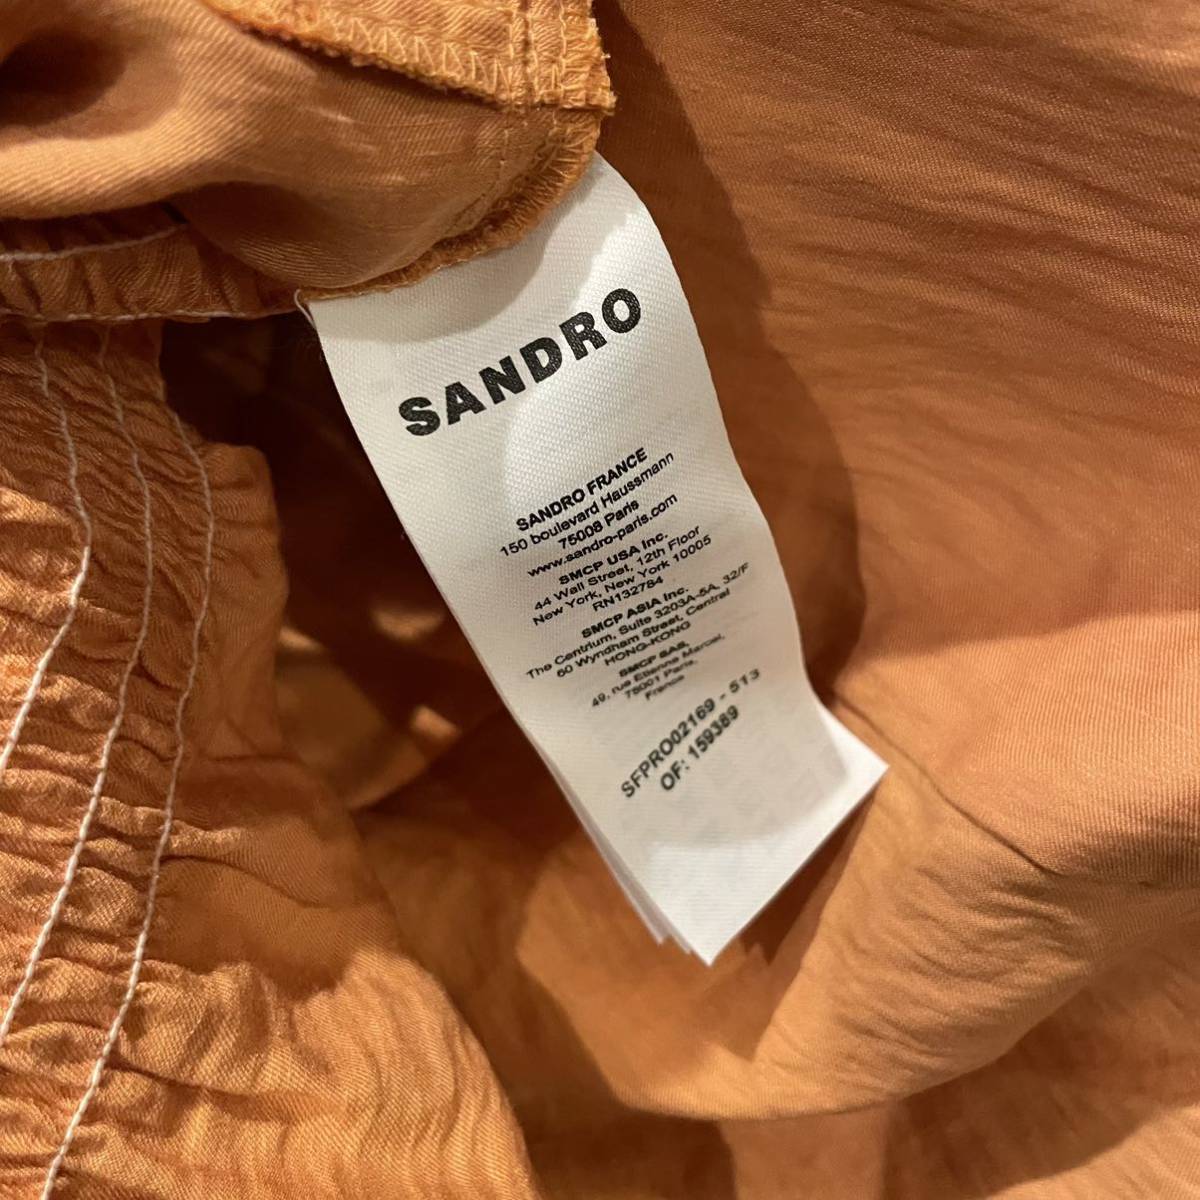 SANDRO
SANDRO FRANCE
150 boulevard Haussmann
75008 Paris
www.sandro-paris.com
SMCP USA Inc.
44 Wall Street, 12th Floor
New York, New York 10005
RN132784
SMCP ASIA Inc.
The Centrium, Suite 3203A-5A, 32/F
60 Wyndham Street, Central
HONG-KONG
SMCP SAS,
49, rue Etienne Marcel,
75001 Paris,
France
SFPRO02169 - 513
OF: 159389